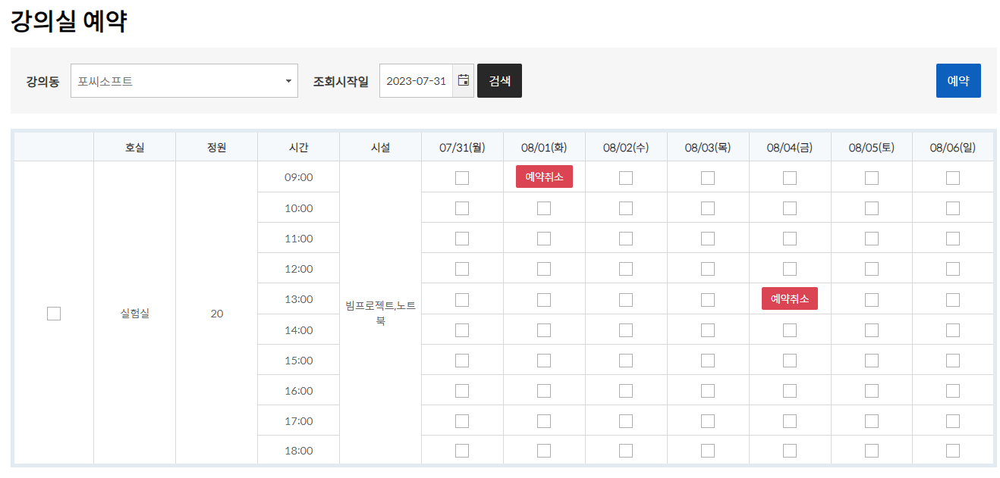 강의실 예약
강의동 포씨소프트 조회시작일 2023-07-31 검색 예약
호실 정원 시간 시설 07/31(월) 08/01(화) 08/02(수) 08/03(목) 08/04(금) 08/05(토) 08/06(일)
09:00 예약취소
10:00
11:00
12:00
13:00 예약취소
빔프로젝트,노트
북
실험실 20
14:00
15:00
16:00
17:00
18:00